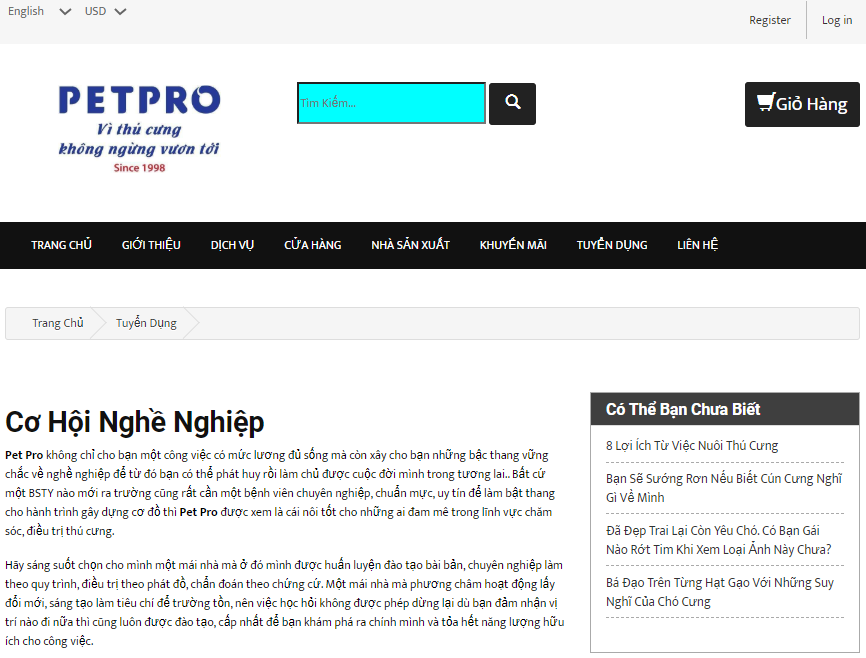 English USD
Register Log in
PETPRO
Vì thú cưng
không ngừng vươn tới
Since 1998
Tìm Kiếm...
Giỏ Hàng
TRANG CHỦ GIỚI THIỆU DỊCH VỤ CỬA HÀNG NHÀ SẢN XUẤT KHUYẾN MÃI TUYỂN DỤNG LIÊN HỆ
Trang Chủ Tuyển Dụng
Cơ Hội Nghề Nghiệp
Pet Pro không chỉ cho bạn một công việc có mức lương đủ sống mà còn xây cho bạn những bậc thang vững
chắc về nghề nghiệp để từ đó bạn có thể phát huy rồi làm chủ được cuộc đời mình trong tương lai.. Bất cứ
một BSTY nào mới ra trường cũng rất cần một bệnh viên chuyên nghiệp, chuẩn mực, uy tín để làm bật thang
cho hành trình gây dựng cơ đồ thì Pet Pro được xem là cái nôi tốt cho những ai đam mê trong lĩnh vực chăm
sóc, điều trị thú cưng.
Hãy sáng suốt chọn cho mình một mái nhà mà ở đó mình được huấn luyện đào tạo bài bản, chuyên nghiệp làm
theo quy trình, điều trị theo phát đồ, chẩn đoán theo chứng cứ. Một mái nhà mà phương châm hoạt động lấy
đổi mới, sáng tạo làm tiêu chí để trường tồn, nên việc học hỏi không được phép dừng lại dù bạn đảm nhận vị
trí nào đi nữa thì cũng luôn được đào tạo, cấp nhất để bạn khám phá ra chính mình và tỏa hết năng lượng hữu
ích cho công việc.
Có Thể Bạn Chưa Biết
8 Lợi Ích Từ Việc Nuôi Thú Cưng
Bạn Sẽ Sướng Rơn Nếu Biết Cún Cưng Nghĩ
Gì Về Mình
Đã Đẹp Trai Lại Còn Yêu Chó. Có Bạn Gái
Nào Rớt Tim Khi Xem Loại Ảnh Này Chưa?
Bá Đạo Trên Từng Hạt Gạo Với Những Suy
Nghĩ Của Chó Cưng